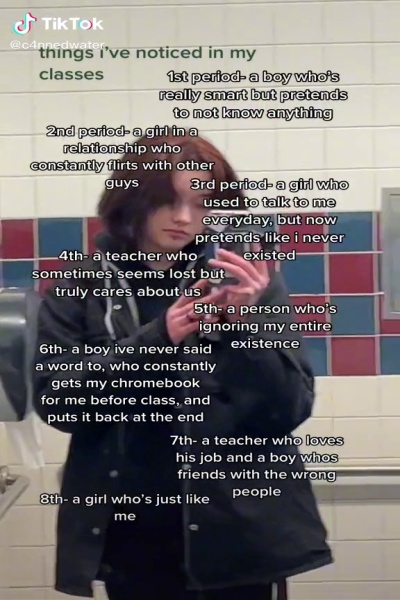 TikTok
@c4nnedwater
things i've noticed in my
classes
1st period- a boy who's
really smart but pretends
to not know anything
2nd period- a girl in a
relationship who
constantly flirts with other
guys
3rd period- a girl who
used to talk to me
everyday, but now
pretends like i never
existed
4th- a teacher who
sometimes seems lost but
truly cares about us
5th- a person who's
ignoring my entire
existence
6th- a boy ive never said
a word to, who constantly
gets my chromebook
for me before class, and
puts it back at the end
7th- a teacher who loves
his job and a boy whos
friends with the wrong
people
8th- a girl who's just like
me